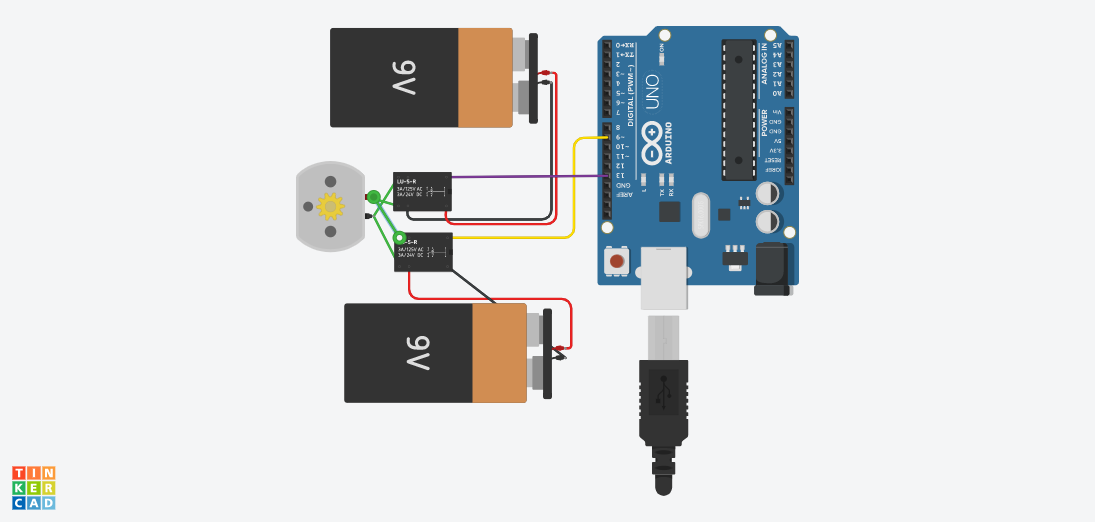 9V
LU-5-R
3A/125V AC
3A/24V DC
-5-R
3A/125V AC
3A/24V DC
9V
RX←0
TX→1
2
~3
4
~5
~6
7
DIGITAL (PWM~)
8
~9
~10
~11
12
13
GND
AREF
ON
UNO
ARDUINO
L
TX
RX
ANALOG IN
A5
A4
A3
A2
A1
A0
POWER
Vin
GND
GND
5V
3.3V
RESET
IOREF
TIN
KER
CAD